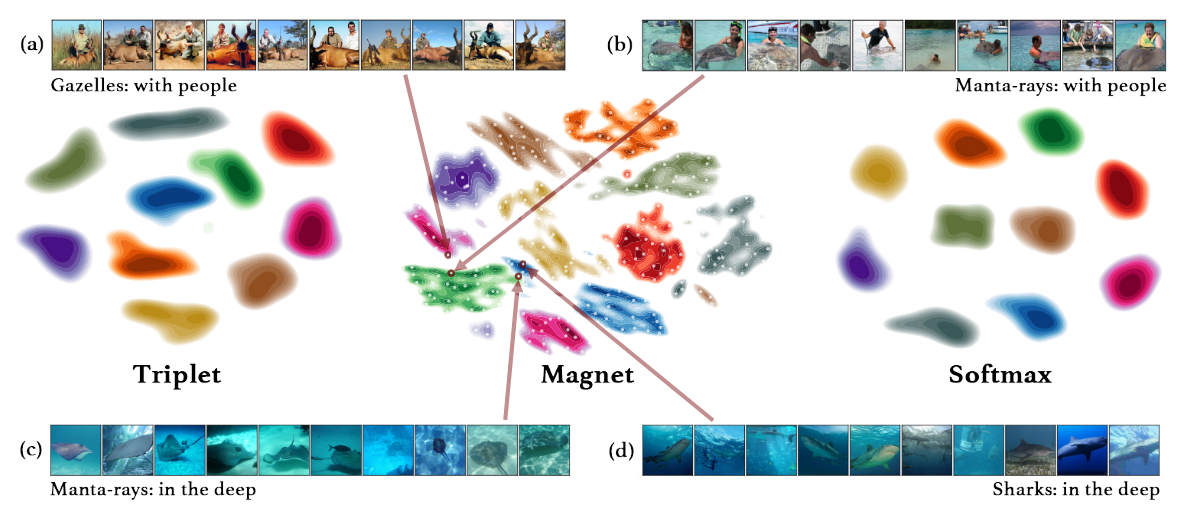 (a)
(b)
Gazelles: with people
Manta-rays: with people
Triplet
Magnet
Softmax
(c)
(d)
Manta-rays: in the deep
Sharks: in the deep